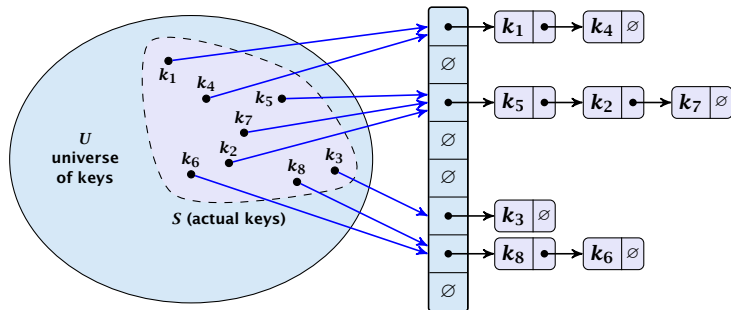 k₁
k₄
k₅
k₇
k₂
k₆
k₈
k₃
U
universe
of keys
S (actual keys)
k₁ k₄ ∅
∅
k₅ k₂ k₇ ∅
∅
∅
k₃ ∅
k₈ k₆ ∅
∅